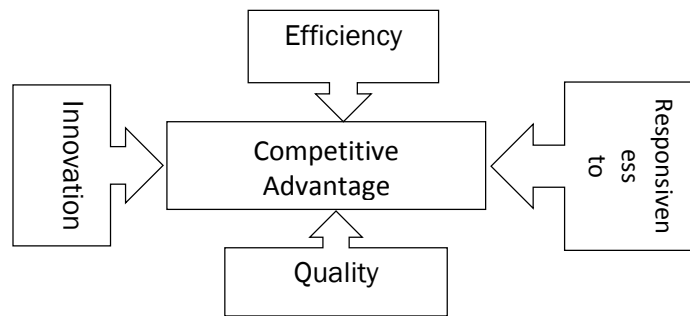 Efficiency
Innovation
Competitive
Advantage
Responsiven
ess
to
Quality